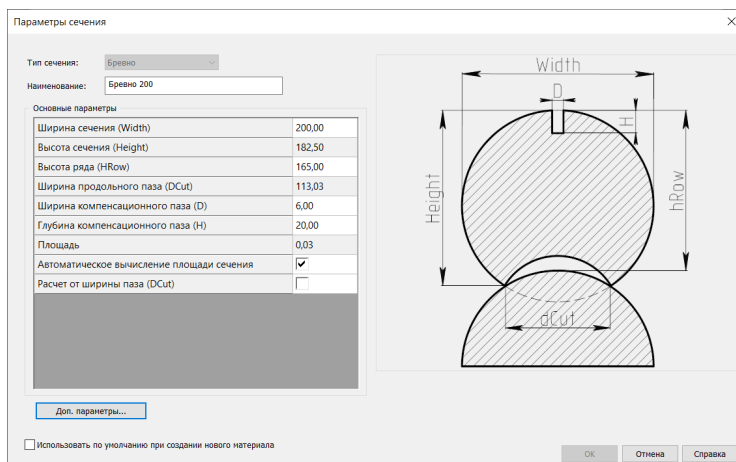 Параметры сечения
Тип сечения: Бревно
Наименование: Бревно 200
Основные параметры
Ширина сечения (Width) 200,00
Высота сечения (Height) 182,50
Высота ряда (HRow) 165,00
Ширина продольного паза (DCut) 113,03
Ширина компенсационного паза (D) 6,00
Глубина компенсационного паза (H) 20,00
Площадь 0,03
Автоматическое вычисление площади сечения
Расчет от ширины паза (DCut)
Доп. параметры...
Использовать по умолчанию при создании нового материала
Width
D
H
Height
hRow
dCut
ОК Отмена Справка